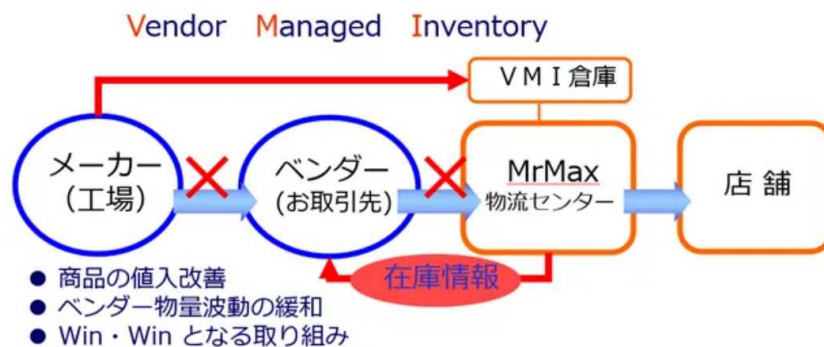 Vendor Managed Inventory
VMI倉庫
メーカー
(工場)
ベンダー
(お取引先)
MrMax
物流センター
店舗
在庫情報
● 商品の値入改善
● ベンダー物量波動の緩和
● Win・Win となる取り組み